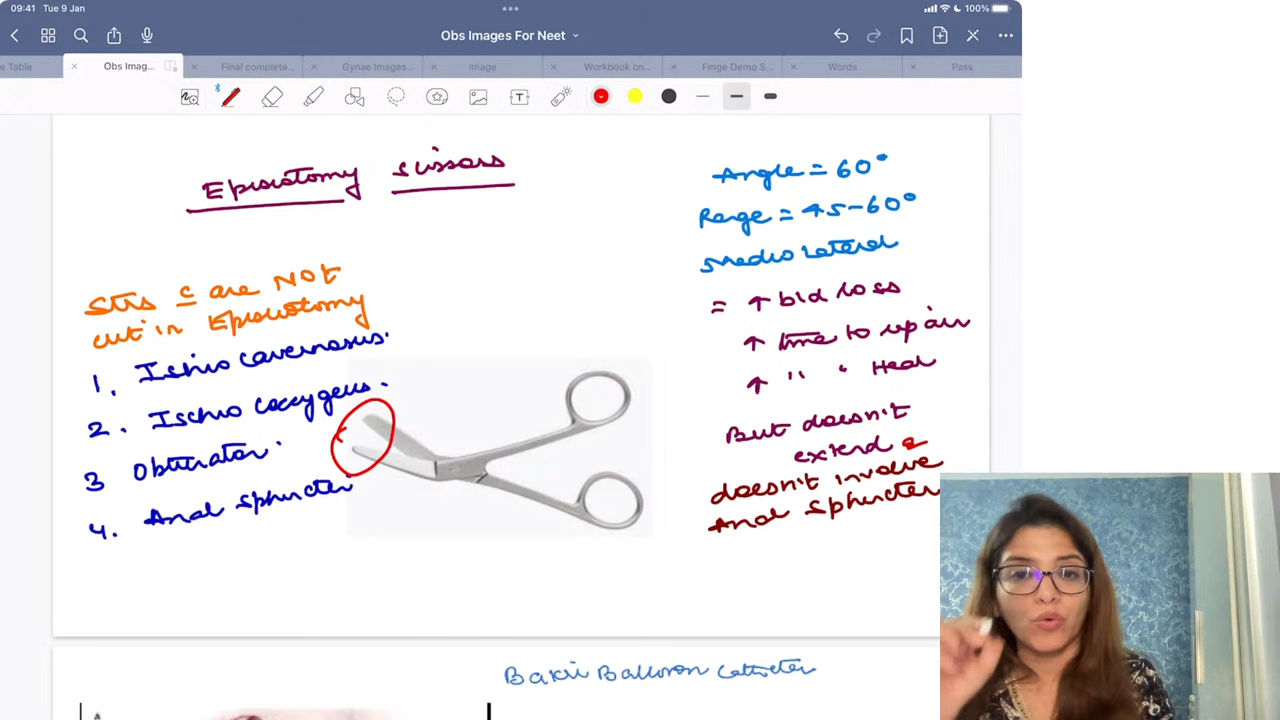 09:41 Tue 9 Jan
100%
Obs Images For Neet
e Table
Obs Imag...
Final complete...
Gynae Images...
Image
Workbook on...
Fmge Demo S...
Words
Pass
Episiotomy scissors
Angle = 60°
Range = 45-60°
Mediolateral
= ↑ bld loss
↑ time to repair
↑ " " Heal
But doesn't
extend &
doesn't involve
Anal sphincter
Strs c are NOT
cut in Episiotomy
1. Ischio cavernosus.
2. Ischio coccygeus.
3 Obturator.
4. Anal sphincter
Bakri Balloon Catheter
A